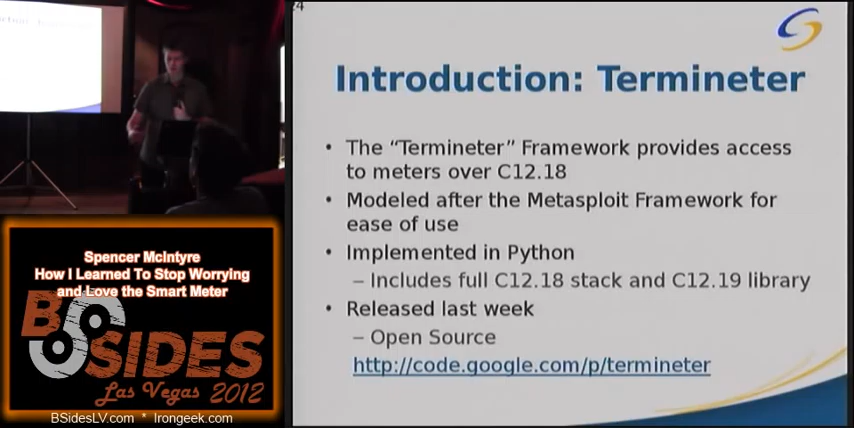 Spencer McIntyre
How I Learned To Stop Worrying
and Love the Smart Meter
BSIDES
Las Vegas 2012
BSidesLV.com * Irongeek.com
4
Introduction: Termineter
• The “Termineter” Framework provides access
to meters over C12.18
• Modeled after the Metasploit Framework for
ease of use
• Implemented in Python
– Includes full C12.18 stack and C12.19 library
• Released last week
– Open Source
http://code.google.com/p/termineter